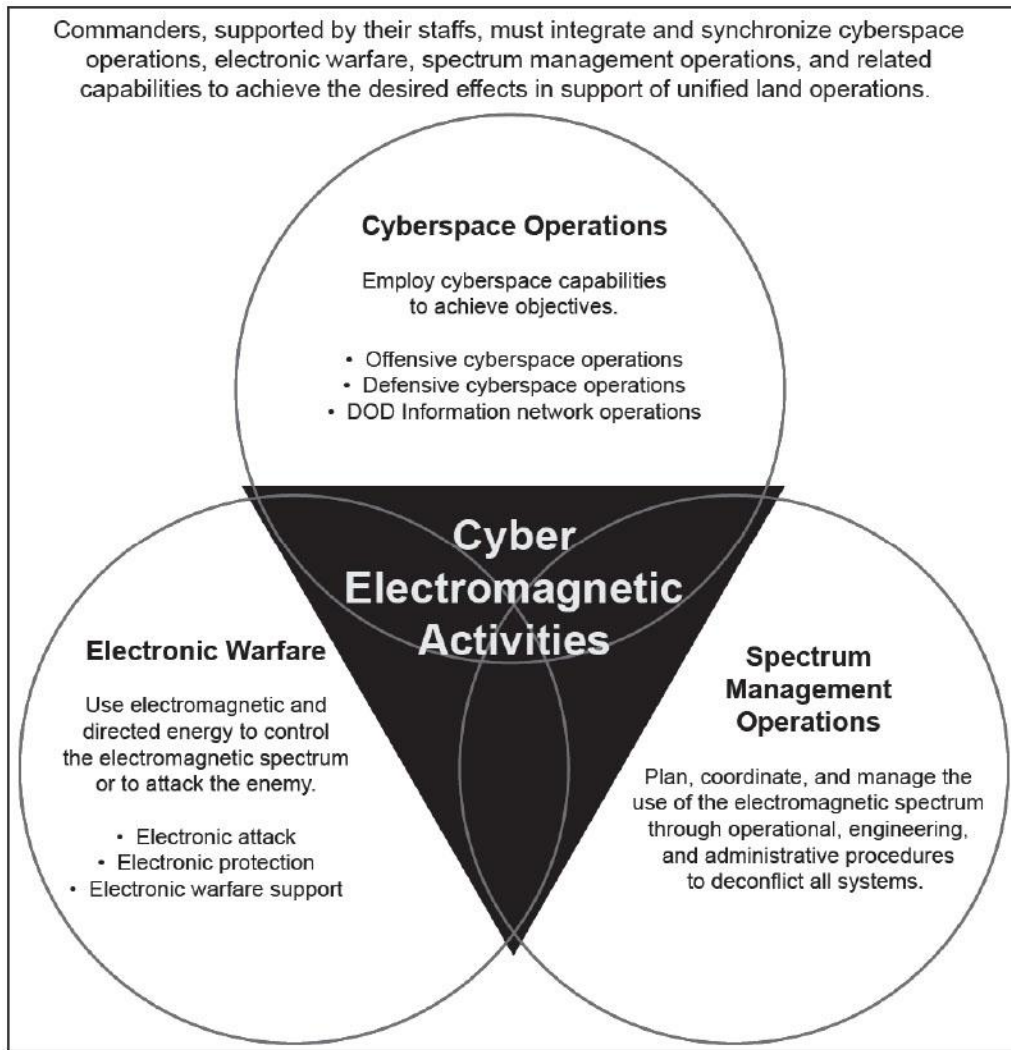 Commanders, supported by their staffs, must integrate and synchronize cyberspace
operations, electronic warfare, spectrum management operations, and related
capabilities to achieve the desired effects in support of unified land operations.
Cyberspace Operations
Employ cyberspace capabilities
to achieve objectives.
• Offensive cyberspace operations
• Defensive cyberspace operations
• DOD Information network operations
Cyber
Electromagnetic
Activities
Electronic Warfare
Use electromagnetic and
directed energy to control
the electromagnetic spectrum
or to attack the enemy.
• Electronic attack
• Electronic protection
• Electronic warfare support
Spectrum
Management
Operations
Plan, coordinate, and manage the
use of the electromagnetic spectrum
through operational, engineering,
and administrative procedures
to deconflict all systems.